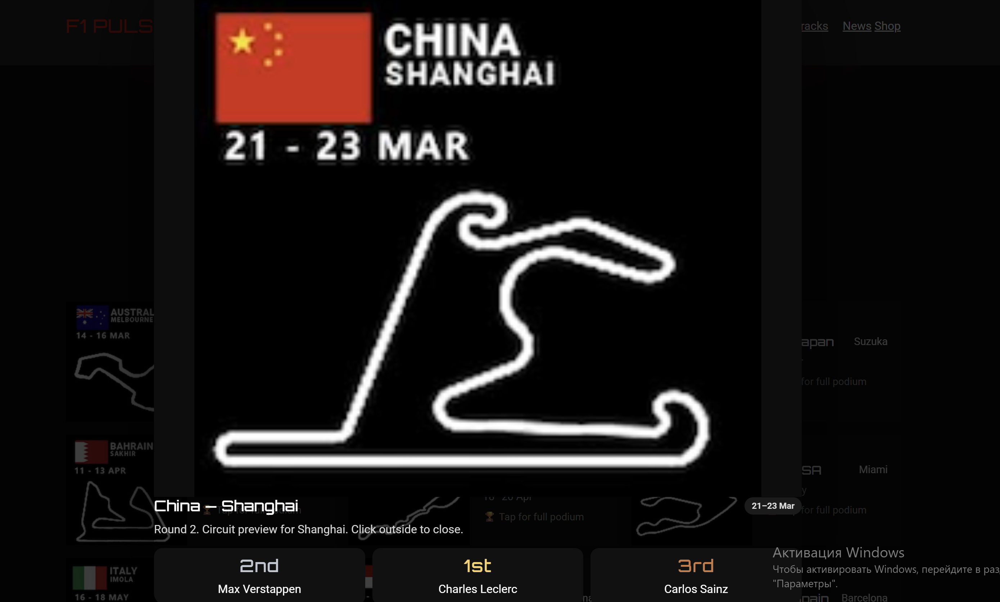 F1 PULS
racks
News Shop
CHINA
SHANGHAI
21 - 23 MAR
AUSTRAL
MELBOURNE
14 - 16 MAR
apan
Suzuka
for full podium
BAHRAIN
SAKHIR
11 - 13 APR
SA
Miami
y
for full podium
China — Shanghai
21–23 Mar
Tap for full podium
18–20 Apr
Tap for full podium
Round 2. Circuit preview for Shanghai. Click outside to close.
2nd
Max Verstappen
1st
Charles Leclerc
3rd
Carlos Sainz
ITALY
IMOLA
16 - 18 MAY
Активация Windows
Чтобы активировать Windows, перейдите в раз
"Параметры".
pain
Barcelona